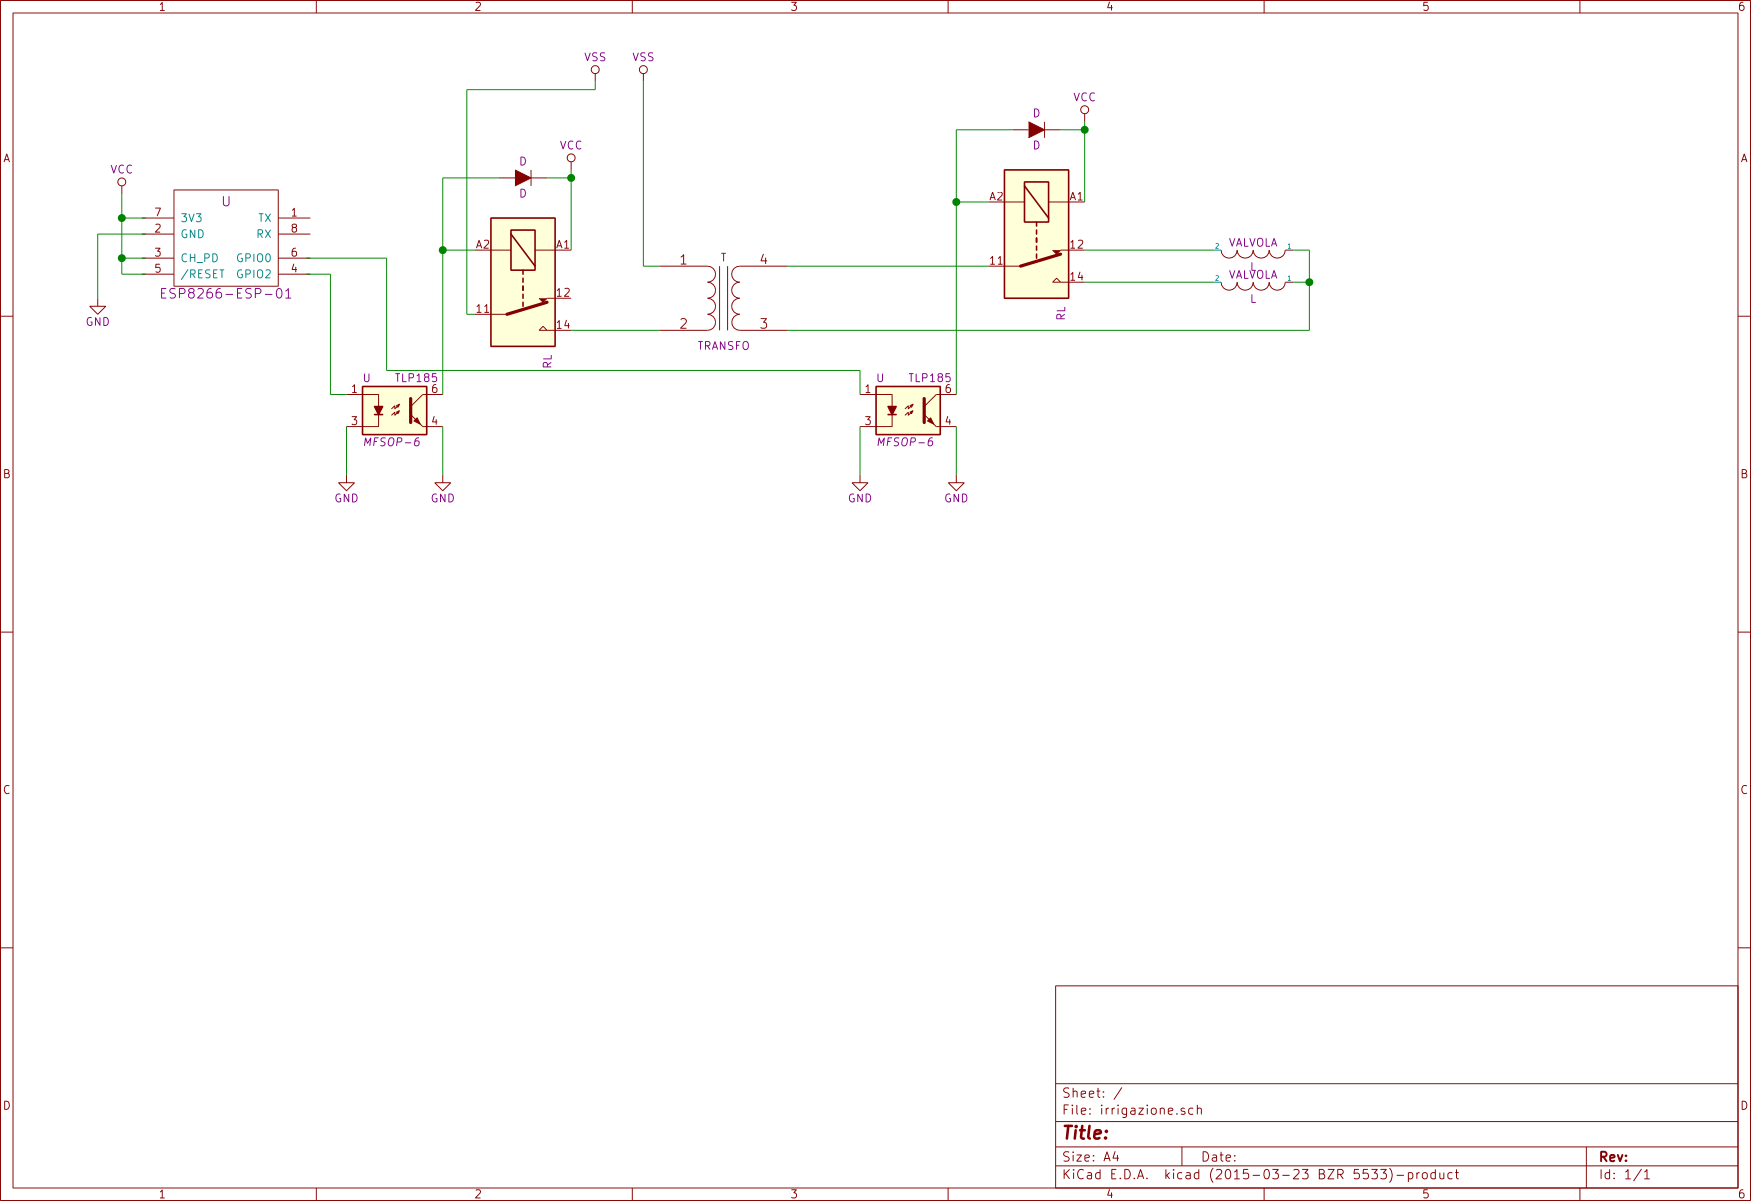 1 2 3 4 5 6
VSS VSS
VCC
D
A A
D
VCC
D
VCC
D
U
7 3V3 TX 1
2 GND RX 8
3 CH_PD GPIO0 6
5 /RESET GPIO2 4
ESP8266-ESP-01
GND
A2 A1
12
11
14
RL
T
1 4
2 3
TRANSFO
A2 A1
12
11
14
RL
2 VALVOLA 1
L
2 VALVOLA 1
L
U TLP185
1 6
3 4
MFSOP-6
GND GND
U TLP185
1 6
3 4
MFSOP-6
GND GND
B B
C C
D D
Sheet: /
File: irrigazione.sch
Title:
Size: A4 Date: Rev:
KiCad E.D.A. kicad (2015-03-23 BZR 5533)-product Id: 1/1
1 2 3 4 5 6